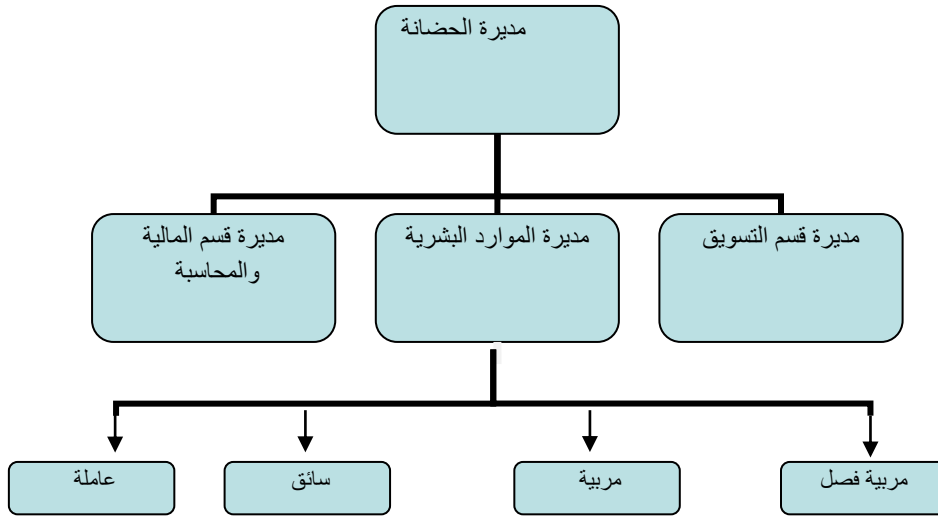 مديرة الحضانة
مديرة قسم التسويق
مديرة الموارد البشرية
مديرة قسم المالية
والمحاسبة
مربية فصل
مربية
سائق
عاملة